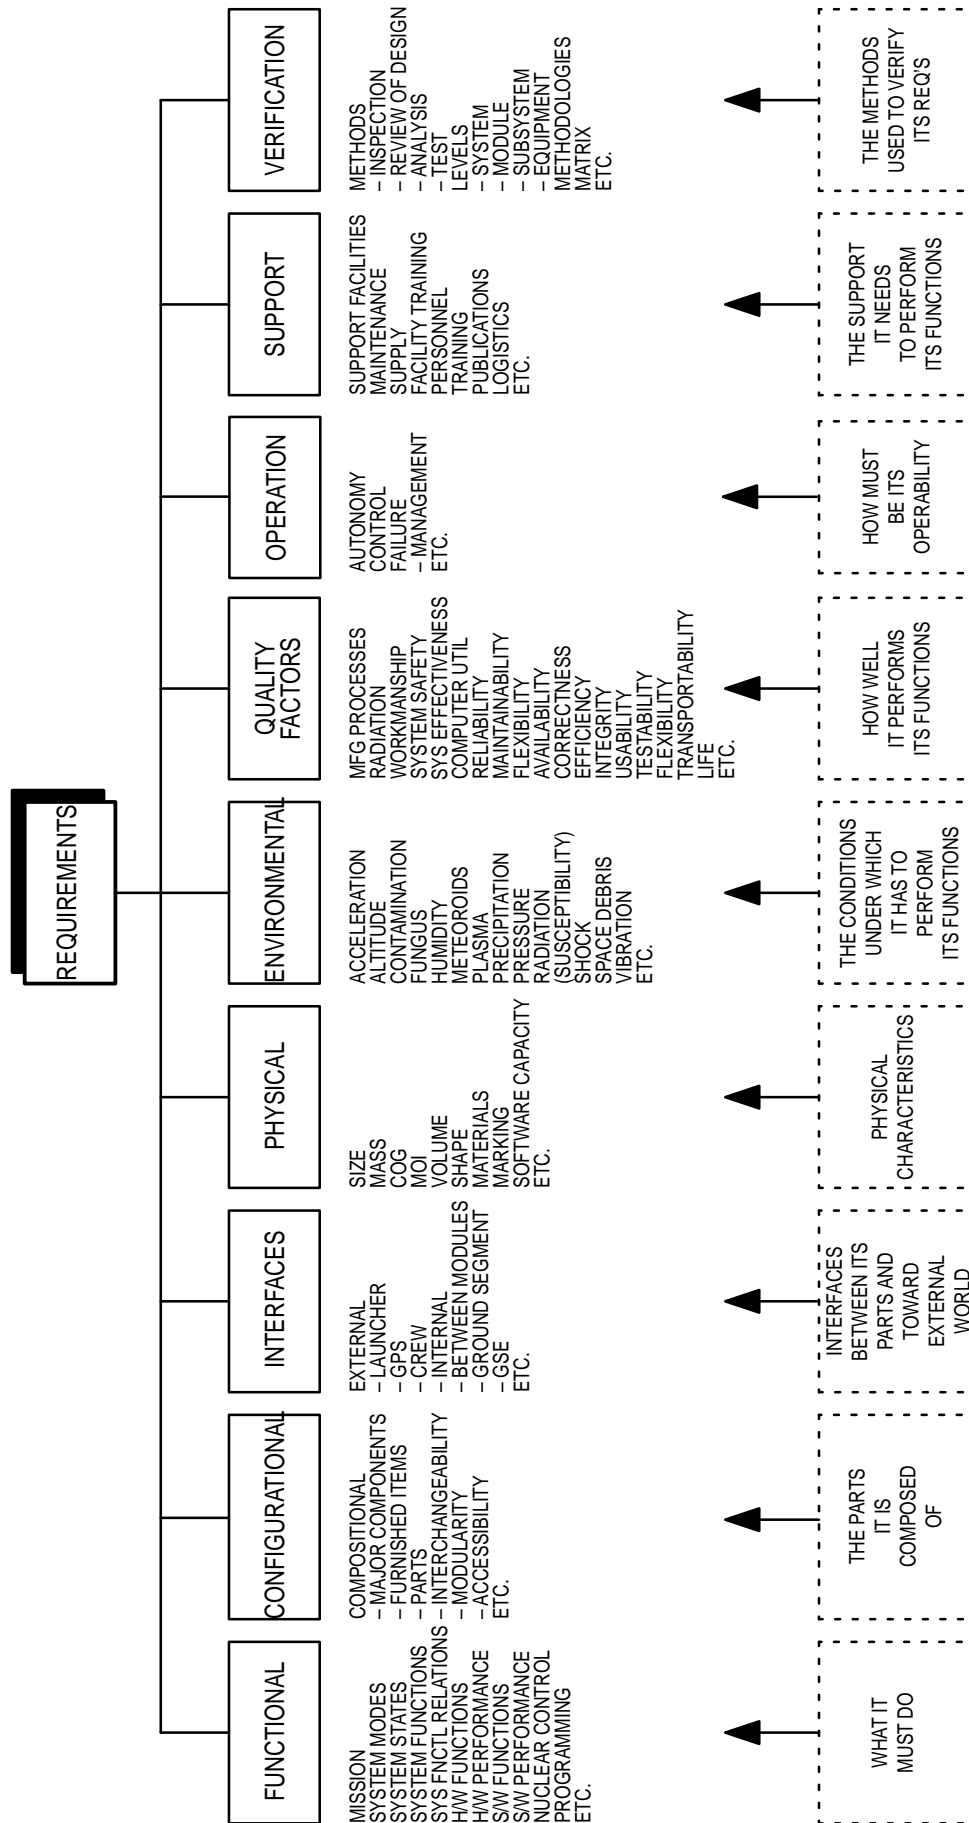 REQUIREMENTS
FUNCTIONAL
MISSION
SYSTEM MODES
SYSTEM STATES
SYSTEM FUNCTIONS
SYS FNCTL RELATIONS
H/W FUNCTIONS
H/W PERFORMANCE
S/W FUNCTIONS
S/W PERFORMANCE
NUCLEAR CONTROL
PROGRAMMING
ETC.
WHAT IT
MUST DO
CONFIGURATIONAL
COMPOSITIONAL
– MAJOR COMPONENTS
– FURNISHED ITEMS
– PARTS
– INTERCHANGEABILITY
– MODULARITY
– ACCESSIBILITY
ETC.
THE PARTS
IT IS
COMPOSED
OF
INTERFACES
EXTERNAL
– LAUNCHER
– GPS
– CREW
– INTERNAL
– BETWEEN MODULES
– GROUND SEGMENT
– GSE
ETC.
INTERFACES
BETWEEN ITS
PARTS AND
TOWARD
EXTERNAL
WORLD
PHYSICAL
SIZE
MASS
COG
MOI
VOLUME
SHAPE
MATERIALS
MARKING
SOFTWARE CAPACITY
ETC.
PHYSICAL
CHARACTERISTICS
ENVIRONMENTAL
ACCELERATION
ALTITUDE
CONTAMINATION
FUNGUS
HUMIDITY
METEOROIDS
PLASMA
PRECIPITATION
PRESSURE
RADIATION
(SUSCEPTIBILITY)
SHOCK
SPACE DEBRIS
VIBRATION
ETC.
THE CONDITIONS
UNDER WHICH
IT HAS TO
PERFORM
ITS FUNCTIONS
QUALITY
FACTORS
MFG PROCESSES
RADIATION
WORKMANSHIP
SYSTEM SAFETY
SYS EFFECTIVENESS
COMPUTER UTIL
RELIABILITY
MAINTAINABILITY
FLEXIBILITY
AVAILABILITY
CORRECTNESS
EFFICIENCY
INTEGRITY
USABILITY
TESTABILITY
FLEXIBILITY
TRANSPORTABILITY
LIFE
ETC.
HOW WELL
IT PERFORMS
ITS FUNCTIONS
OPERATION
AUTONOMY
CONTROL
FAILURE
– MANAGEMENT
ETC.
HOW MUST
BE ITS
OPERABILITY
SUPPORT
SUPPORT FACILITIES
MAINTENANCE
SUPPLY
FACILITY TRAINING
PERSONNEL
TRAINING
PUBLICATIONS
LOGISTICS
ETC.
THE SUPPORT
IT NEEDS
TO PERFORM
ITS FUNCTIONS
VERIFICATION
METHODS
– INSPECTION
– REVIEW OF DESIGN
– ANALYSIS
– TEST
LEVELS
– SYSTEM
– MODULE
– SUBSYSTEM
– EQUIPMENT
METHODOLOGIES
MATRIX
ETC.
THE METHODS
USED TO VERIFY
ITS REQ'S